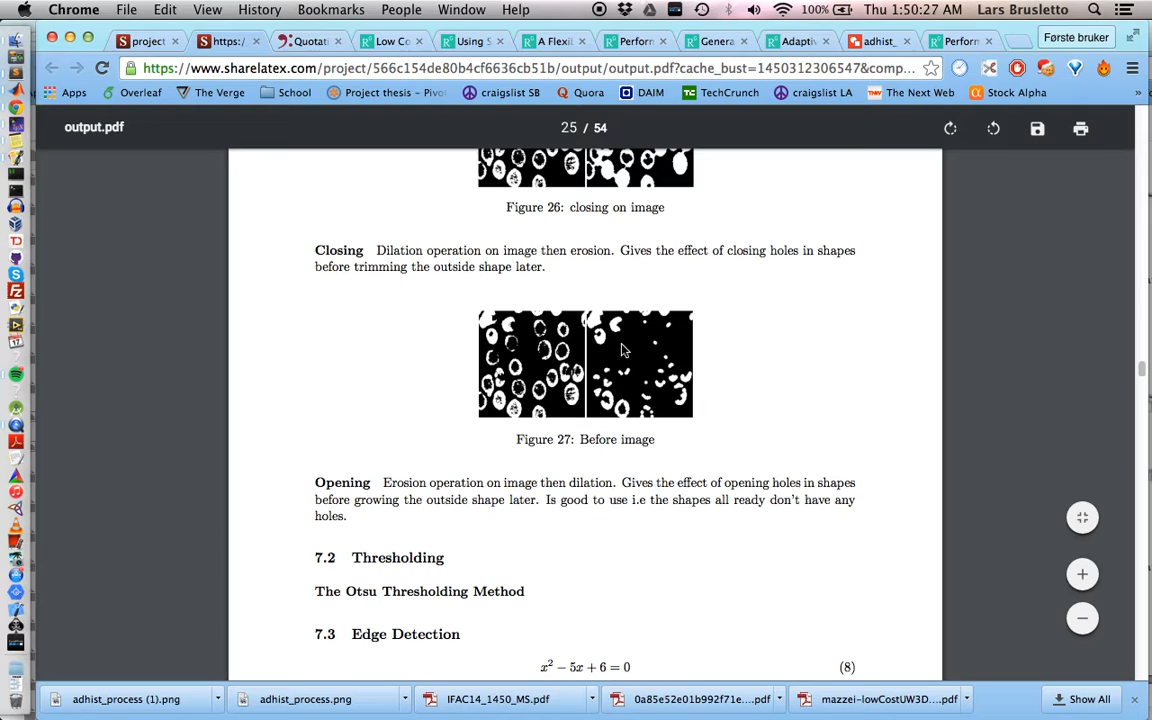 Chrome File Edit View History Bookmarks People Window Help 100% Thu 1:50:27 AM Lars Brusletto
project
https:/
Quotati
Low Co
Using S
A Flexil
Perforn
Genera
Adaptiv
adhist_
Perforn
Første bruker
https://www.sharelatex.com/project/566c154de80b4cf6636cb51b/output/output.pdf?cache_bust=1450312306547&comp...
Apps Overleaf The Verge School Project thesis - Pivot craigslist SB Quora DAIM TechCrunch craigslist LA The Next Web Stock Alpha »
output.pdf 25 / 54
Figure 26: closing on image
Closing Dilation operation on image then erosion. Gives the effect of closing holes in shapes
before trimming the outside shape later.
Figure 27: Before image
Opening Erosion operation on image then dilation. Gives the effect of opening holes in shapes
before growing the outside shape later. Is good to use i.e the shapes all ready don't have any
holes.
7.2 Thresholding
The Otsu Thresholding Method
7.3 Edge Detection
x² − 5x + 6 = 0 (8)
adhist_process (1).png adhist_process.png IFAC14_1450_MS.pdf 0a85e52e01b992f71e....pdf mazzei-lowCostUW3D....pdf Show All